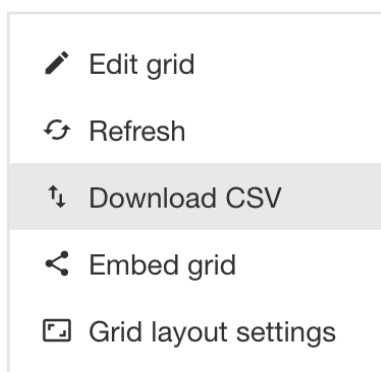 Edit grid
Refresh
Download CSV
Embed grid
Grid layout settings